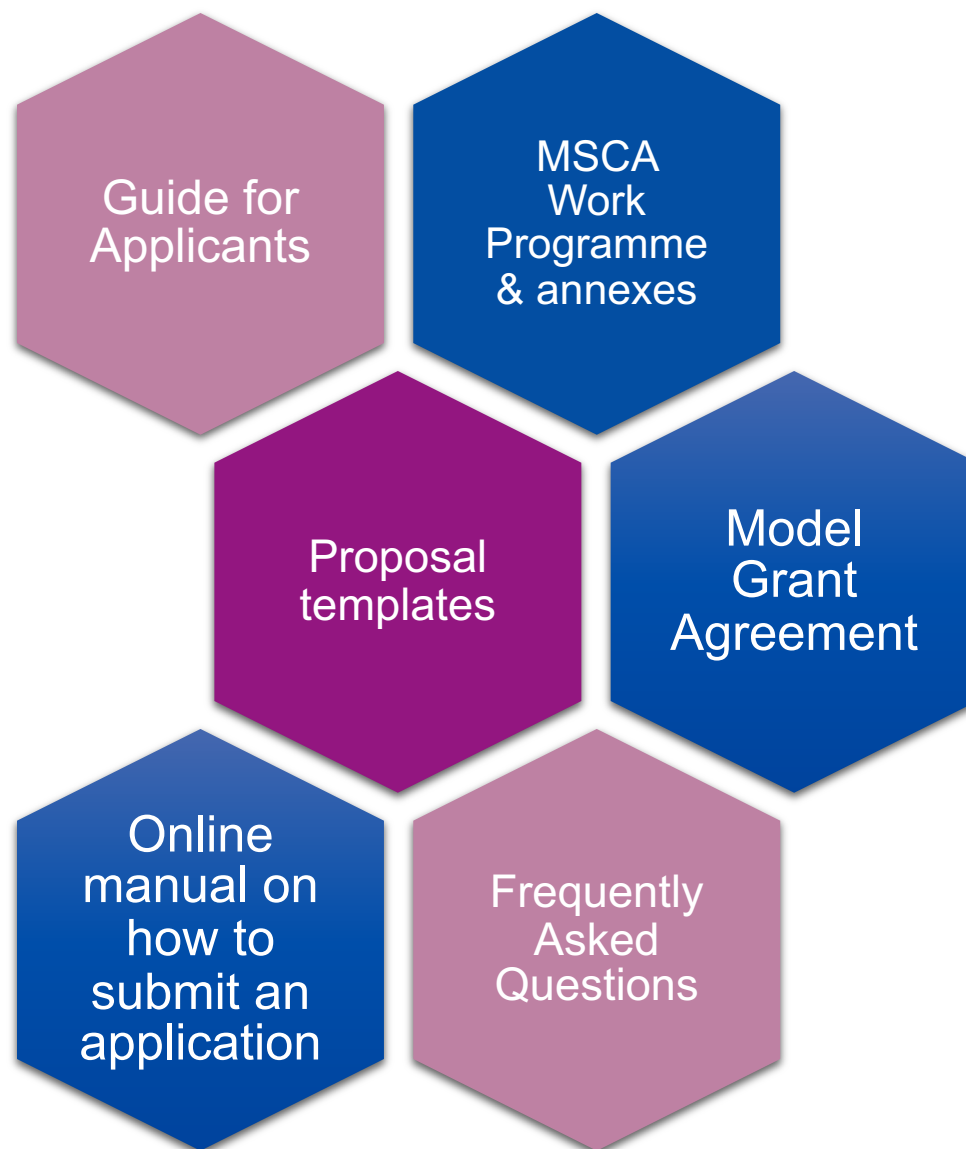 Guide for
Applicants
MSCA
Work
Programme
& annexes
Proposal
templates
Model
Grant
Agreement
Online
manual on
how to
submit an
application
Frequently
Asked
Questions